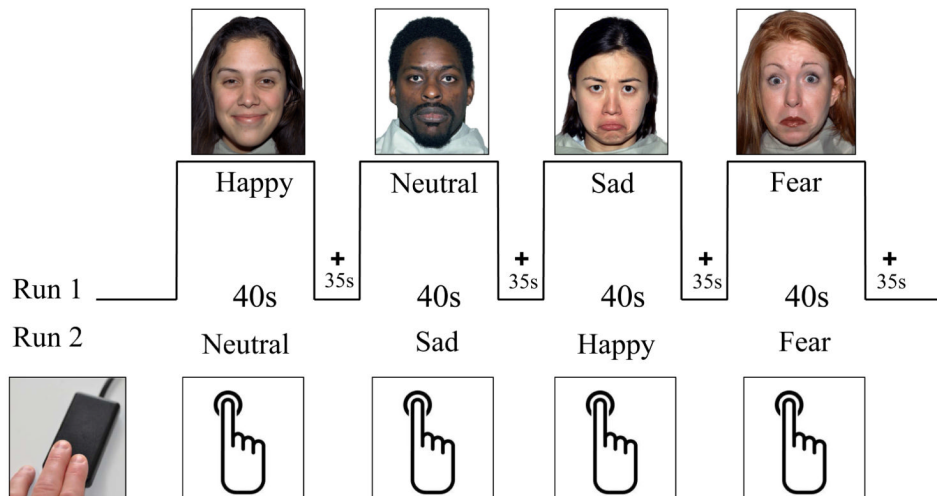 Happy
Neutral
Sad
Fear
+
35s
+
35s
+
35s
+
35s
Run 1
40s
40s
40s
40s
Run 2
Neutral
Sad
Happy
Fear